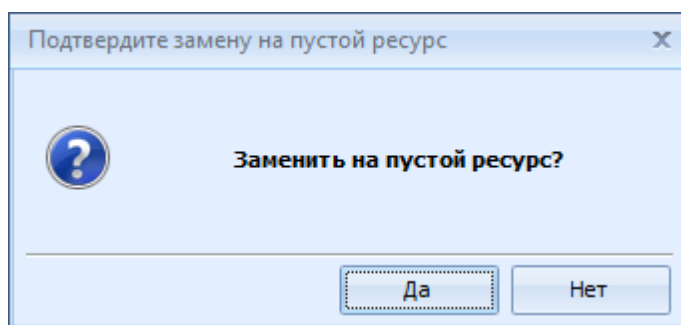 Подтвердите замену на пустой ресурс
Заменить на пустой ресурс?
Да Нет